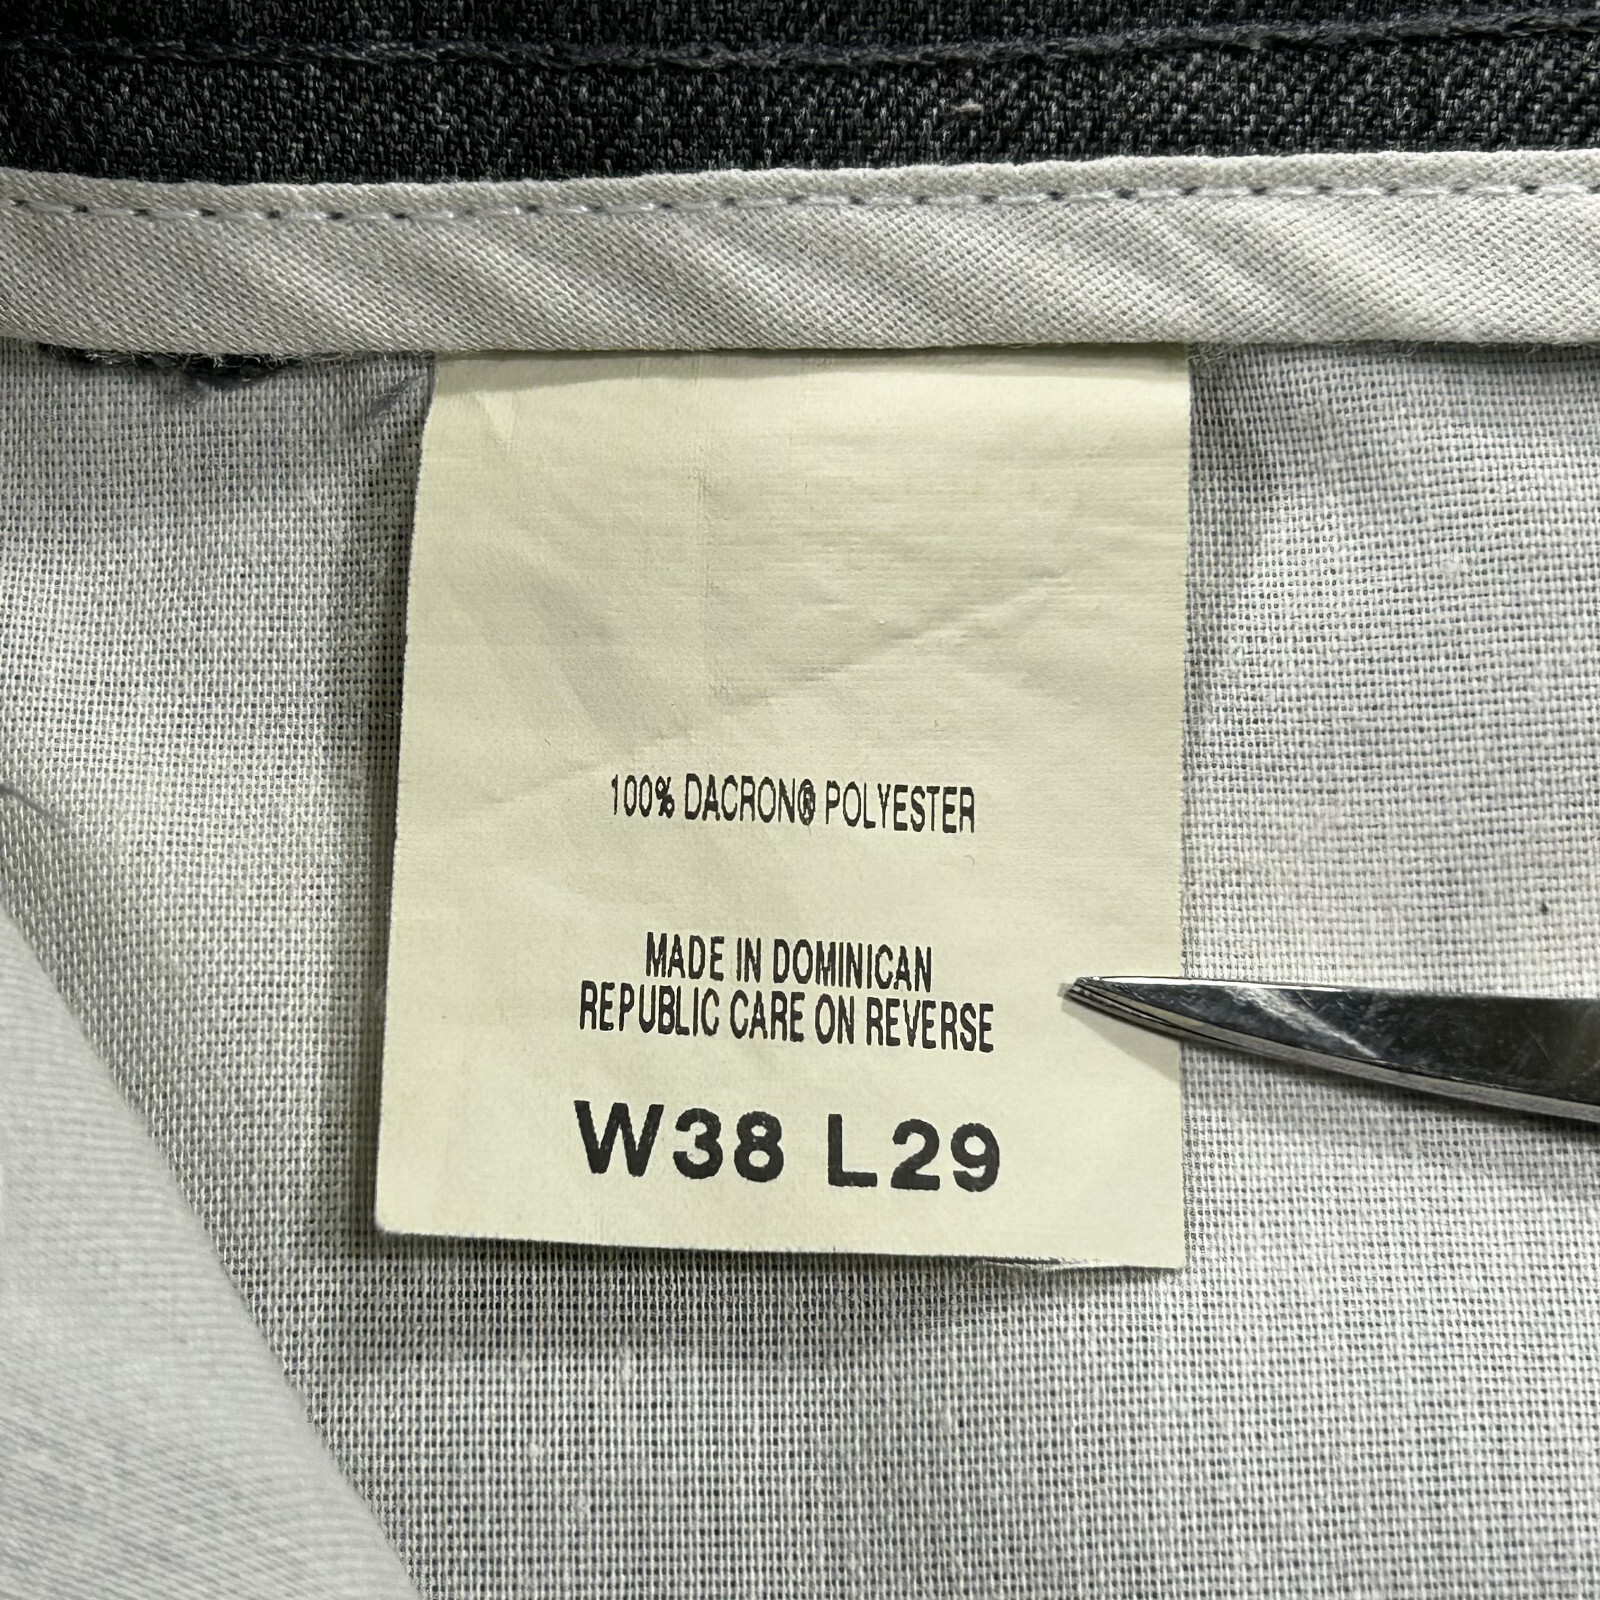 100% DACRON® POLYESTER
MADE IN DOMINICAN
REPUBLIC CARE ON REVERSE
W38 L29